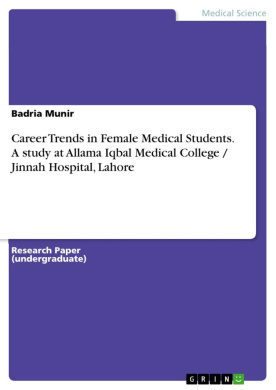 Medical Science
Badria Munir
Career Trends in Female Medical Students.
A study at Allama Iqbal Medical College /
Jinnah Hospital, Lahore
Research Paper
(undergraduate)
G R I N